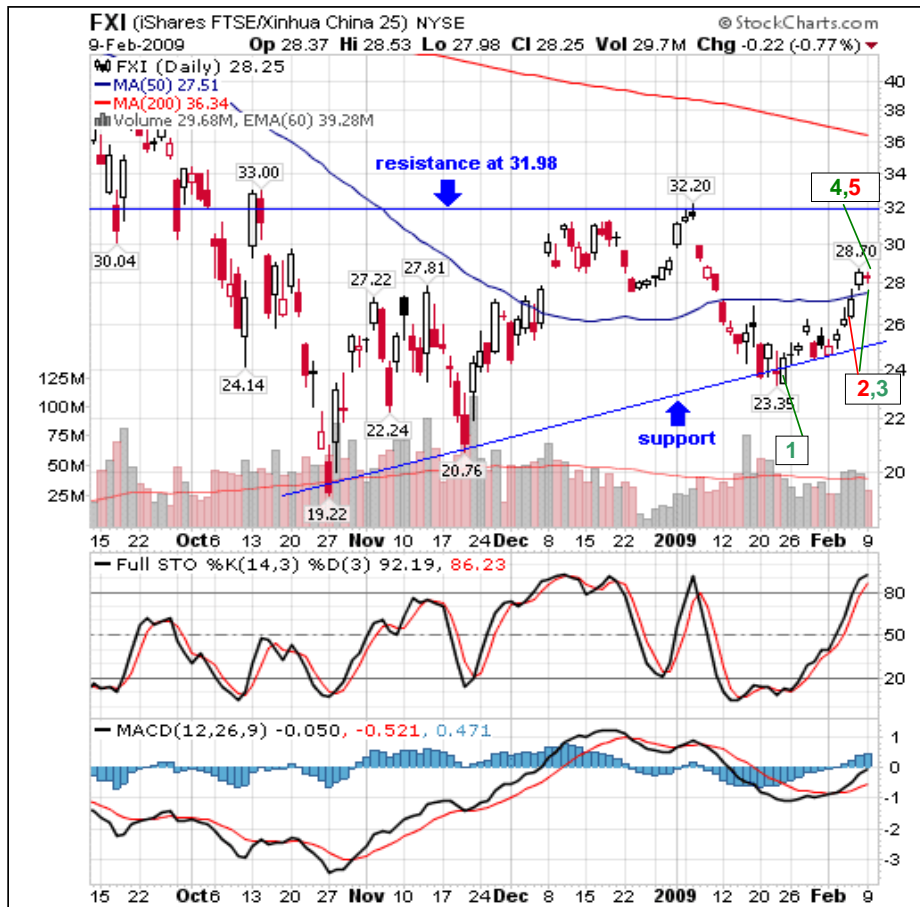 FXI (iShares FTSE/Xinhua China 25) NYSE © StockCharts.com
9-Feb-2009 Op 28.37 Hi 28.53 Lo 27.98 Cl 28.25 Vol 29.7M Chg -0.22 (-0.77%)
FXI (Daily) 28.25
MA(50) 27.51
MA(200) 36.34
Volume 29.68M, EMA(60) 39.28M
40
38
36
34
32
30
28
26
24
22
20
resistance at 31.98
4,5
33.00
32.20
30.04
28.70
27.22
27.81
24.14
125M
100M
75M
50M
25M
22.24
20.76
19.22
23.35
support
2,3
1
15 22 Oct 6 13 20 27 Nov 10 17 24 Dec 8 15 22 2009 12 20 26 Feb 9
Full STO %K(14,3) %D(3) 92.19, 86.23
80
50
20
MACD(12,26,9) -0.050, -0.521, 0.471
1
0
-1
-2
-3
15 22 Oct 6 13 20 27 Nov 10 17 24 Dec 8 15 22 2009 12 20 26 Feb 9